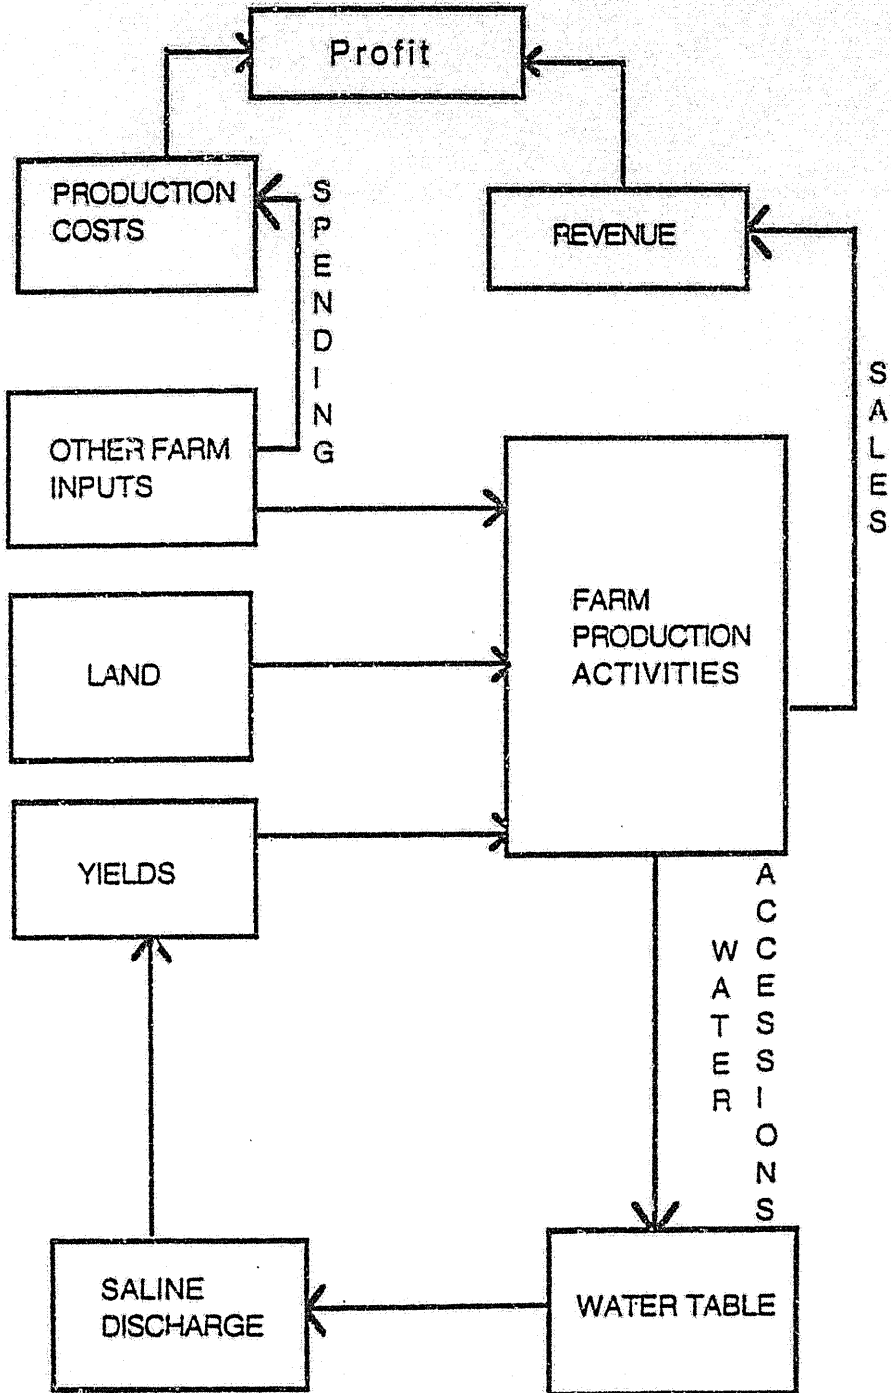 Profit
PRODUCTION
COSTS
SPENDING
REVENUE
SALES
OTHER FARM
INPUTS
FARM
PRODUCTION
ACTIVITIES
LAND
YIELDS
WATER
ACCESSIONS
SALINE
DISCHARGE
WATER TABLE